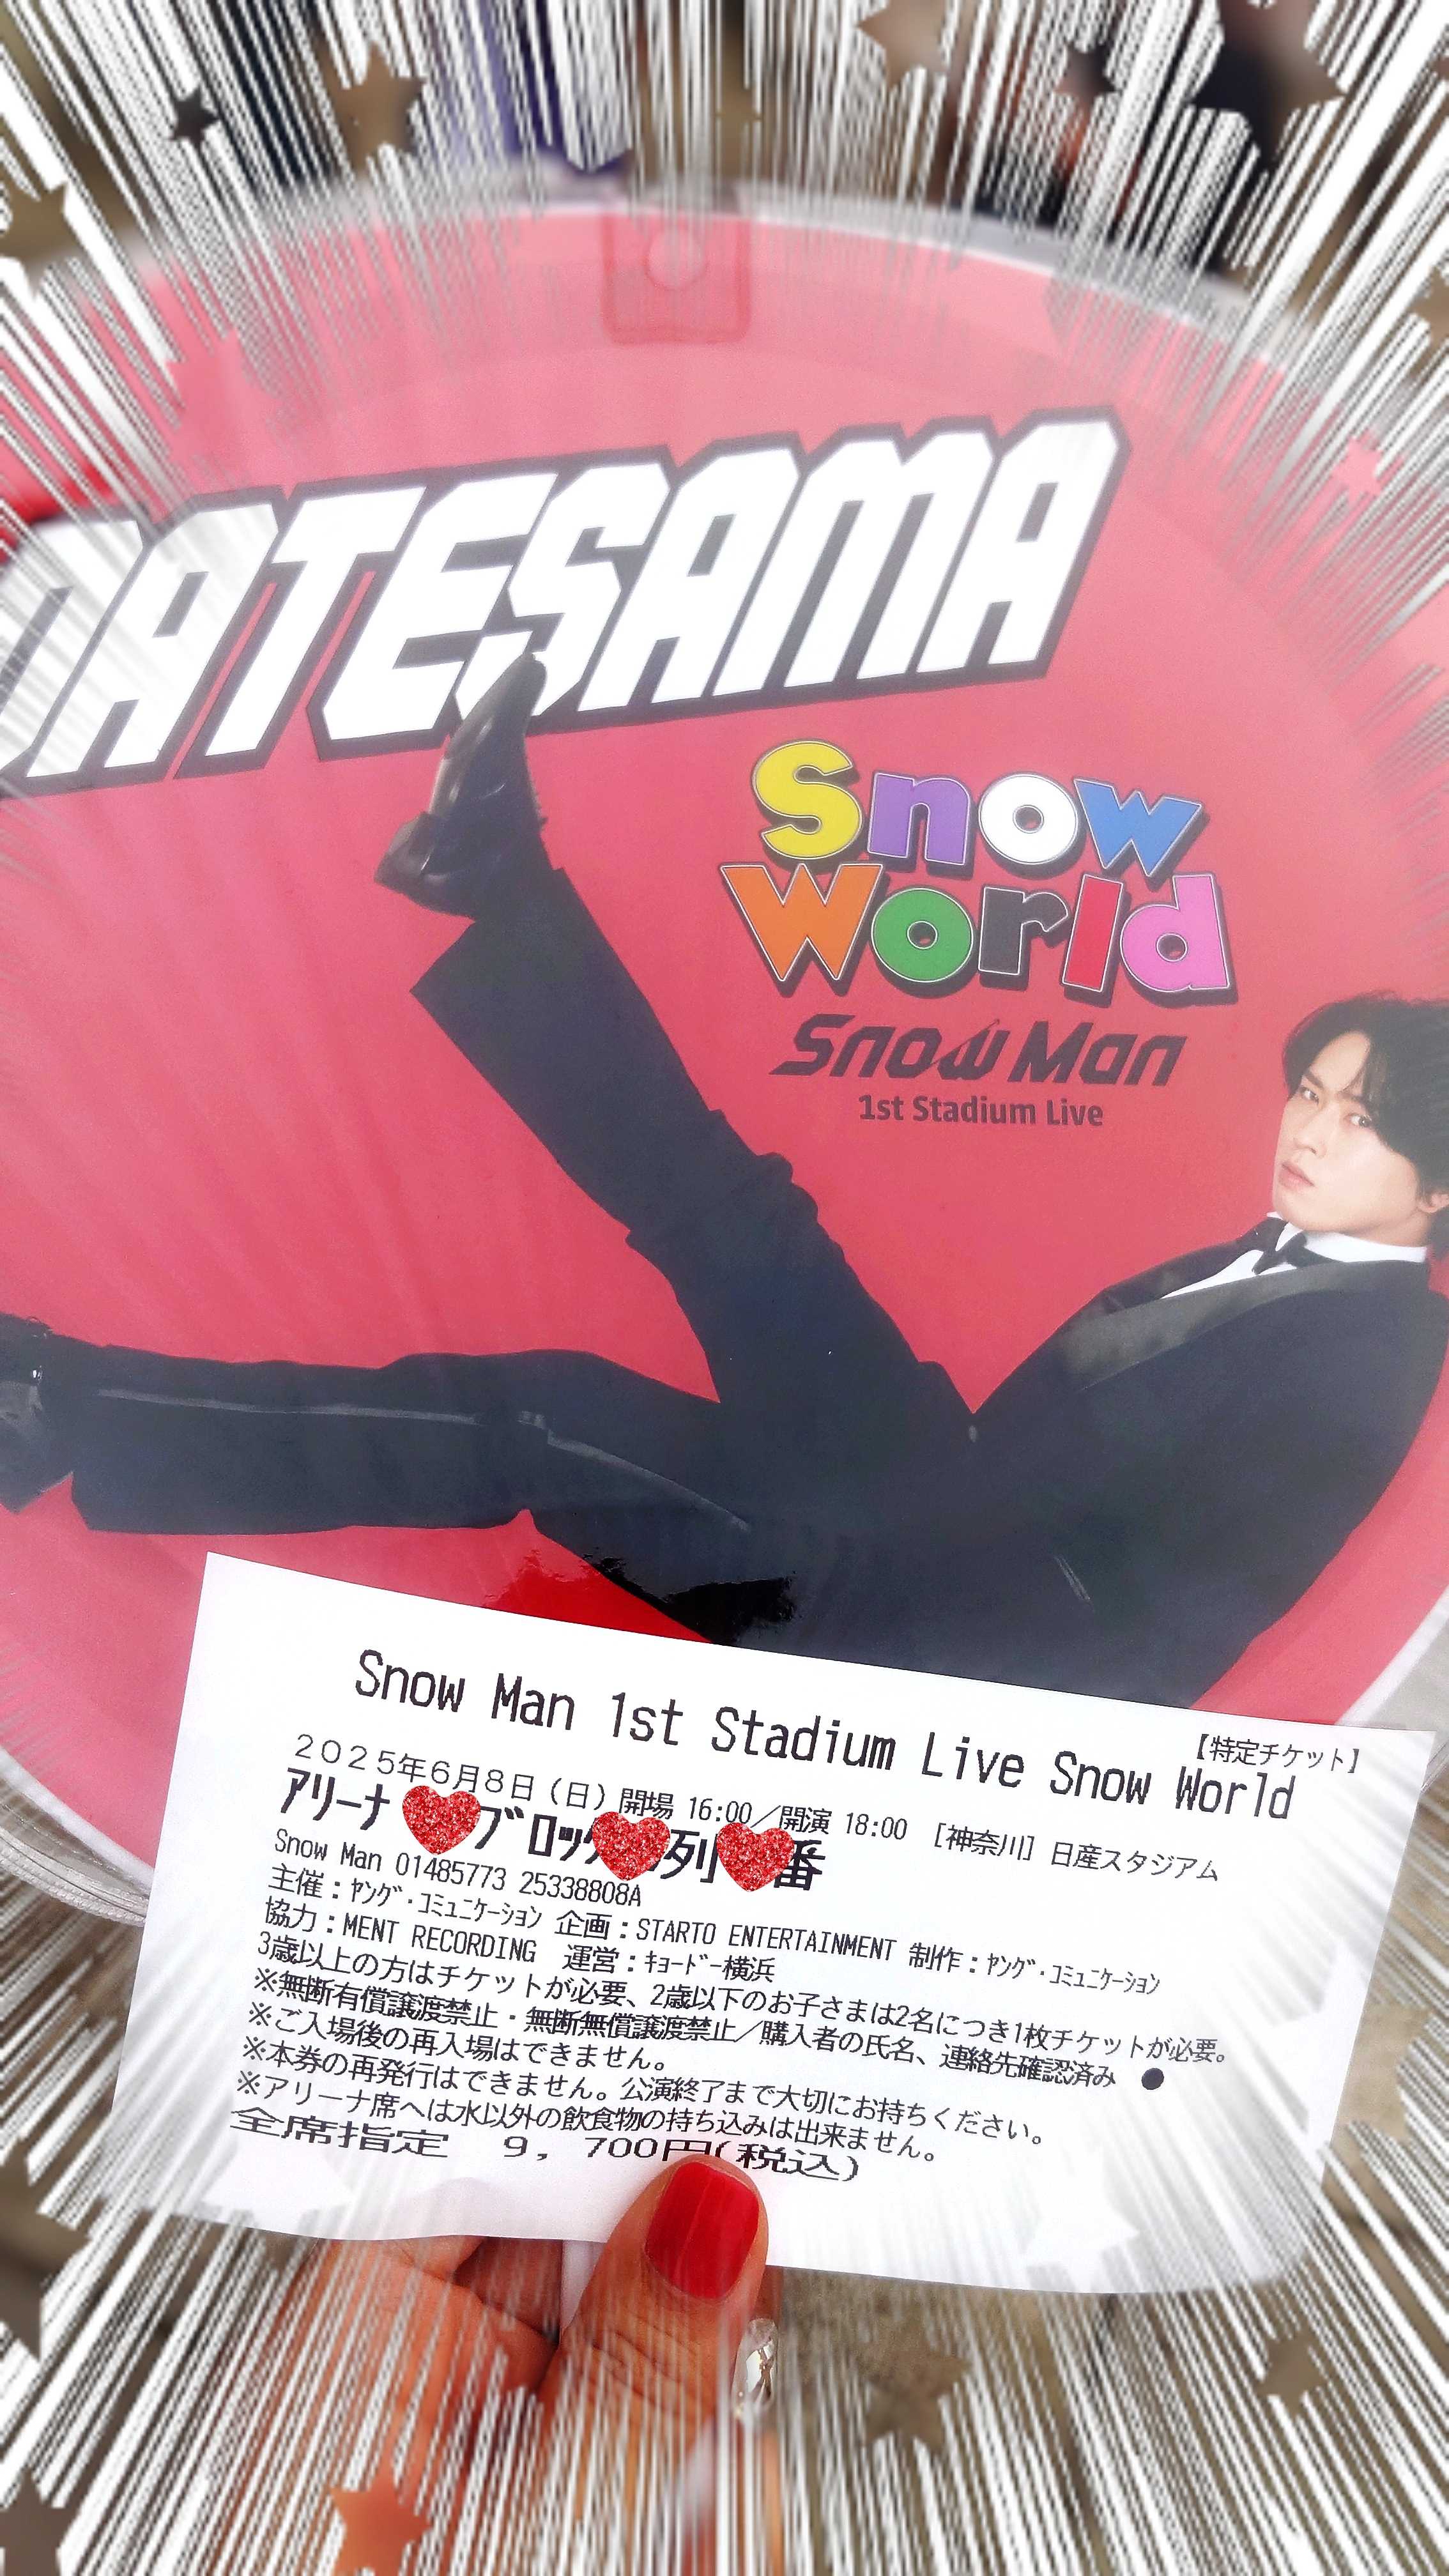 DATESAMA
Snow
World
Snow Man
1st Stadium Live
【特定チケット】
Snow Man 1st Stadium Live Snow World
2025年6月8日(日)開場 16:00/開演 18:00 [神奈川]日産スタジアム
ｱﾘｰﾅ ﾌﾞﾛｯｸ 列 番
Snow Man 01485773 25338808A
主催:ﾔﾝｸﾞ･ｺﾐｭﾆｹｰｼｮﾝ 企画:STARTO ENTERTAINMENT 制作:ﾔﾝｸﾞ･ｺﾐｭﾆｹｰｼｮﾝ
協力:MENT RECORDING 運営:ｷｮｰﾄﾞｰ横浜
3歳以上の方はチケットが必要、2歳以下のお子さまは2名につき1枚チケットが必要。
※無断有償譲渡禁止・無断無償譲渡禁止/購入者の氏名、連絡先確認済み ●
※ご入場後の再入場はできません。
※本券の再発行はできません。公演終了まで大切にお持ちください。
※アリーナ席へは水以外の飲食物の持ち込みは出来ません。
全席指定 9,700円(税込)